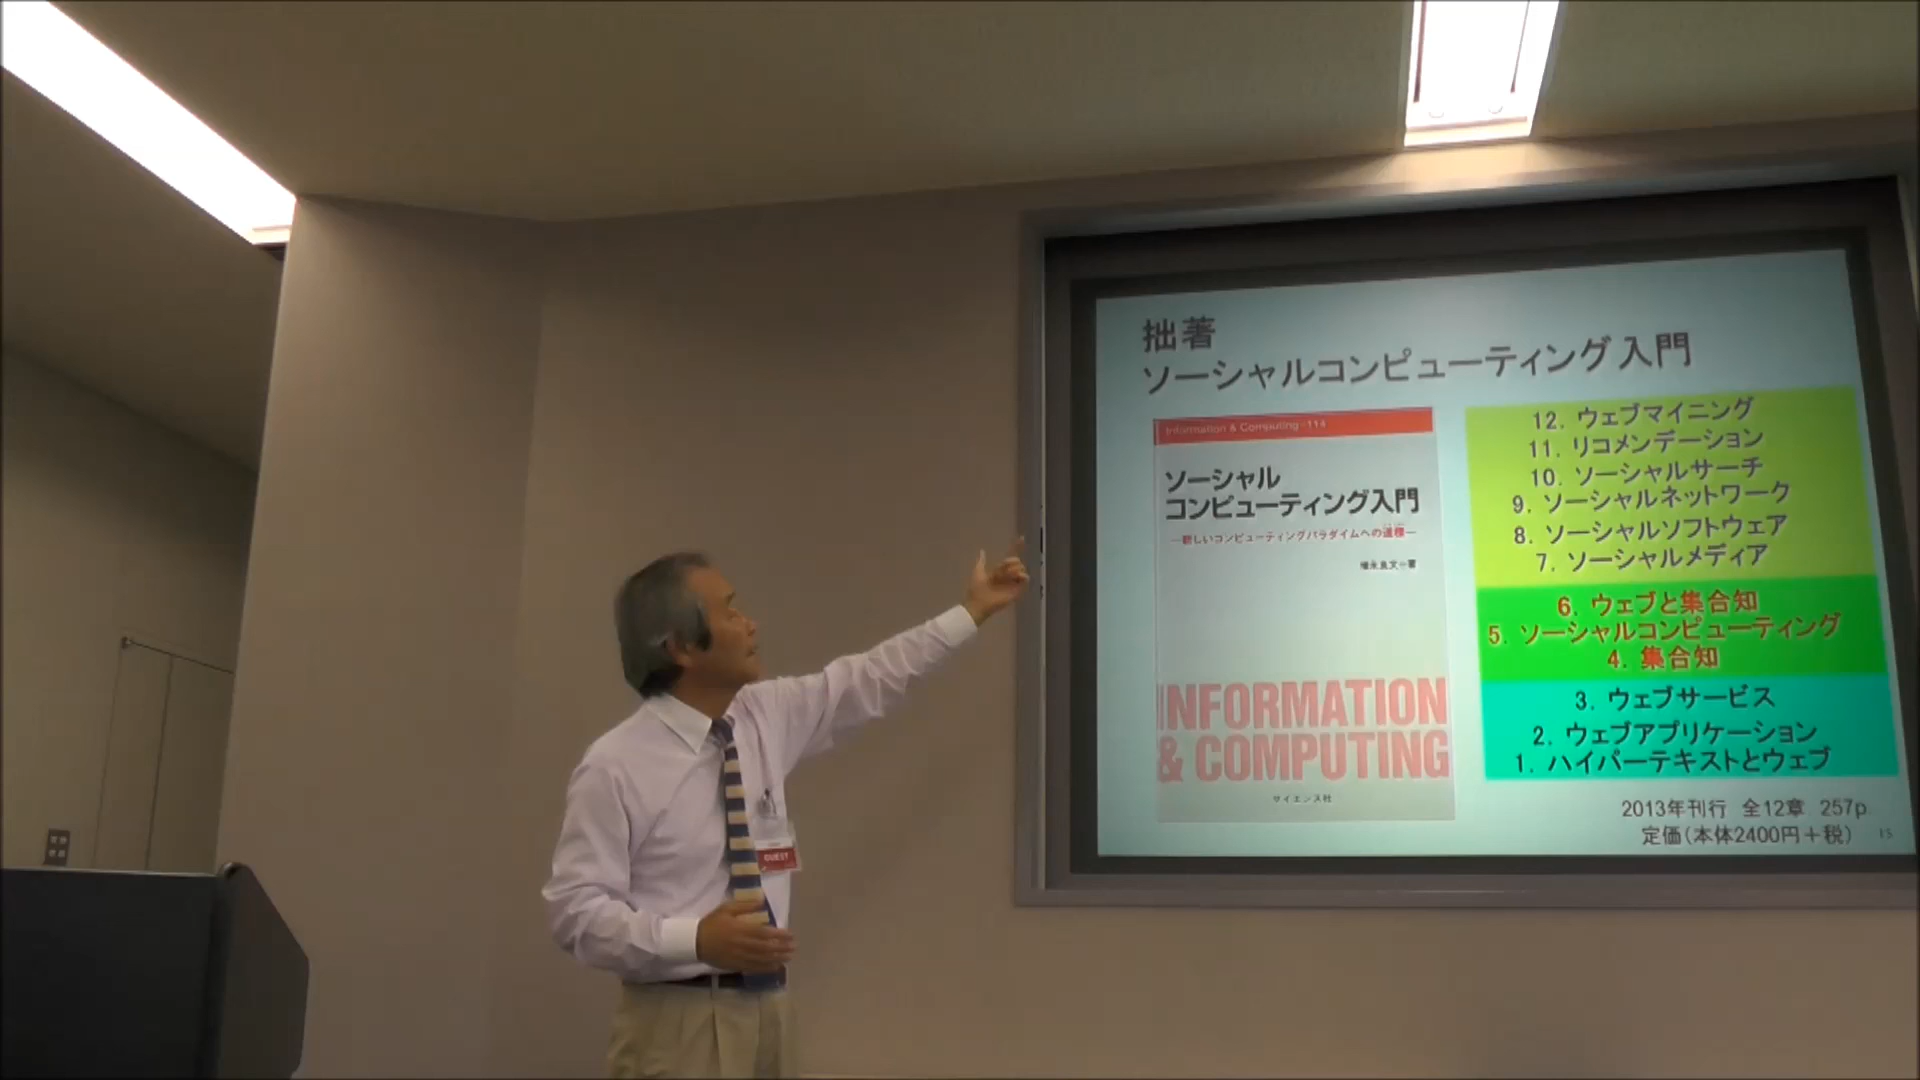 拙著
ソーシャルコンピューティング入門
Information & Computing -114
ソーシャル
コンピューティング入門
―新しいコンピューティングパラダイムへの道標―
増永良文=著
INFORMATION
& COMPUTING
サイエンス社
12. ウェブマイニング
11. リコメンデーション
10. ソーシャルサーチ
9. ソーシャルネットワーク
8. ソーシャルソフトウェア
7. ソーシャルメディア
6. ウェブと集合知
5. ソーシャルコンピューティング
4. 集合知
3. ウェブサービス
2. ウェブアプリケーション
1. ハイパーテキストとウェブ
2013年刊行 全12章 257p
定価(本体2400円+税)
15
GUEST